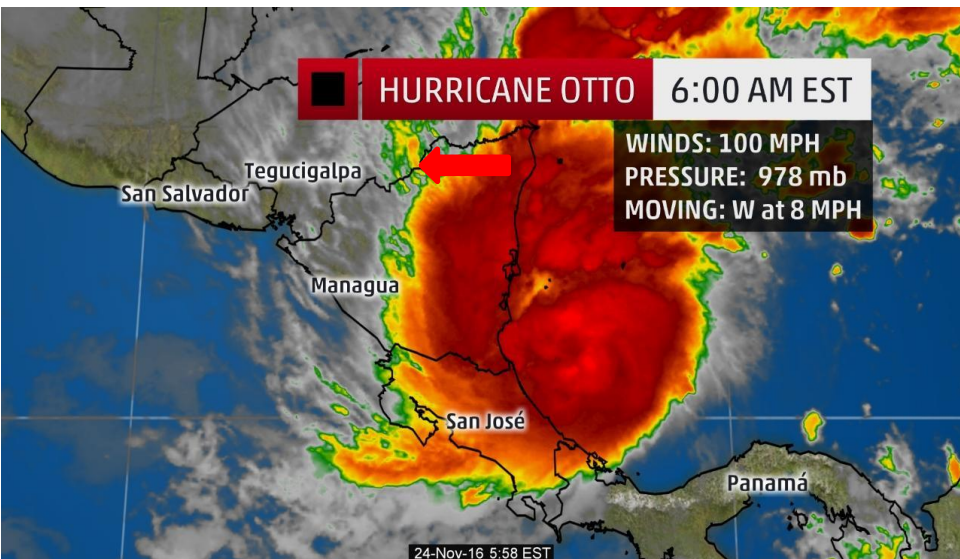 HURRICANE OTTO 6:00 AM EST
WINDS: 100 MPH
PRESSURE: 978 mb
MOVING: W at 8 MPH
Tegucigalpa
San Salvador
Managua
San José
Panamá
24-Nov-16 5:58 EST